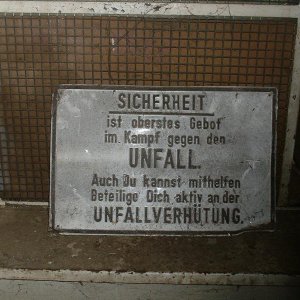 SICHERHEIT
ist oberstes Gebot
im Kampf gegen den
UNFALL.
Auch Du kannst mithelfen
Beteilige Dich aktiv an der
UNFALLVERHÜTUNG.